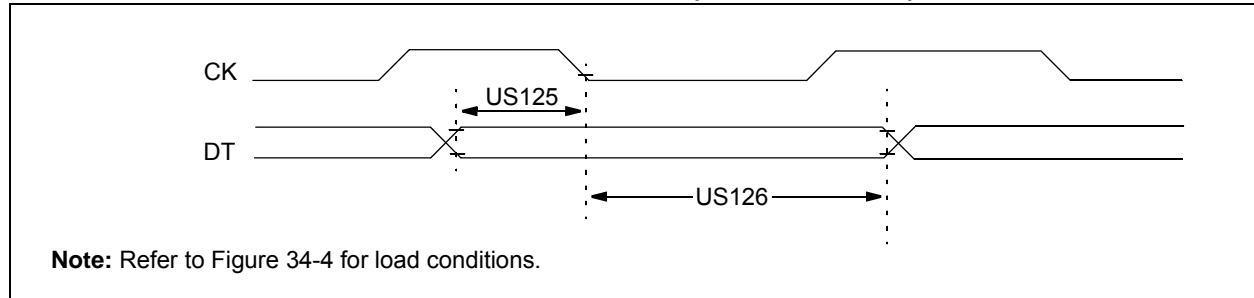 CK
US125
DT
US126
Note: Refer to Figure 34-4 for load conditions.